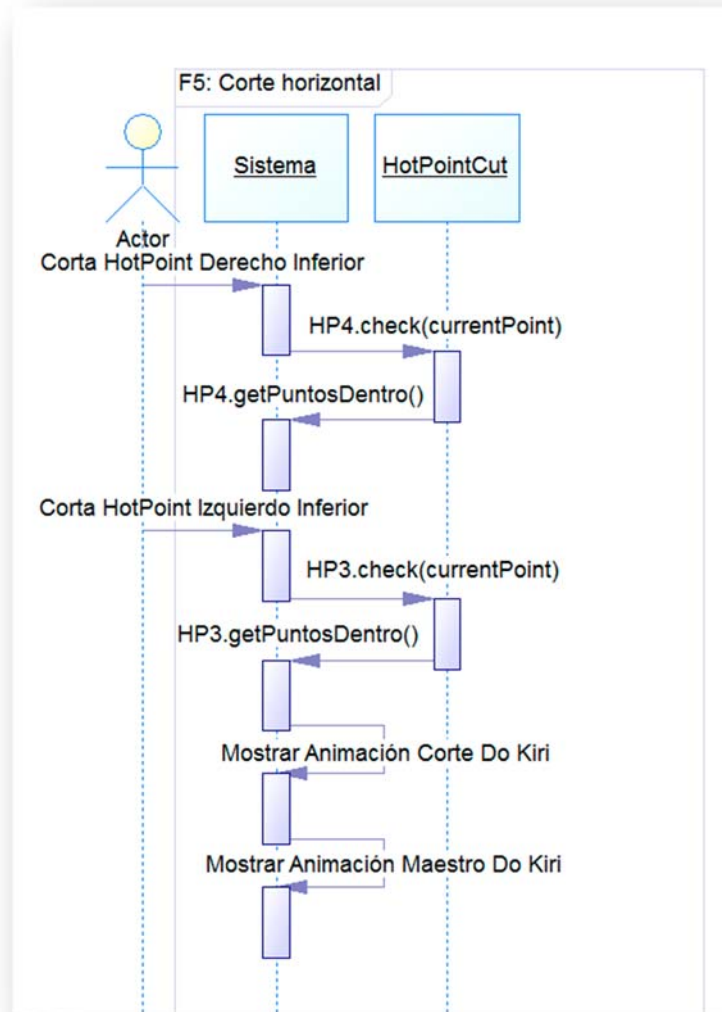 F5: Corte horizontal
Sistema
HotPointCut
Actor
Corta HotPoint Derecho Inferior
HP4.check(currentPoint)
HP4.getPuntosDentro()
Corta HotPoint Izquierdo Inferior
HP3.check(currentPoint)
HP3.getPuntosDentro()
Mostrar Animación Corte Do Kiri
Mostrar Animación Maestro Do Kiri